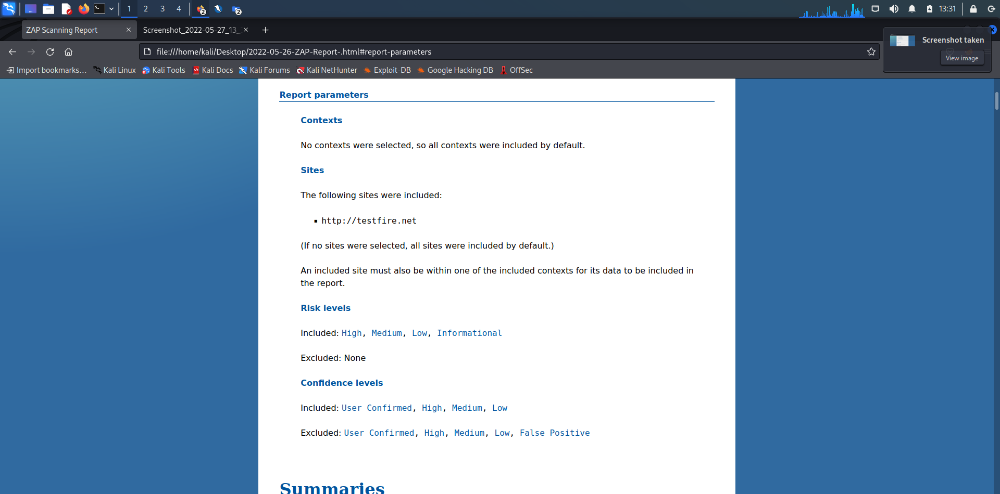 1 2 3 4 2 2 13:31
ZAP Scanning Report Screenshot_2022-05-27_13_
Screenshot taken
View image
file:///home/kali/Desktop/2022-05-26-ZAP-Report-.html#report-parameters
Import bookmarks... Kali Linux Kali Tools Kali Docs Kali Forums Kali NetHunter Exploit-DB Google Hacking DB OffSec
Report parameters
Contexts
No contexts were selected, so all contexts were included by default.
Sites
The following sites were included:
▪ http://testfire.net
(If no sites were selected, all sites were included by default.)
An included site must also be within one of the included contexts for its data to be included in
the report.
Risk levels
Included: High, Medium, Low, Informational
Excluded: None
Confidence levels
Included: User Confirmed, High, Medium, Low
Excluded: User Confirmed, High, Medium, Low, False Positive
Summaries